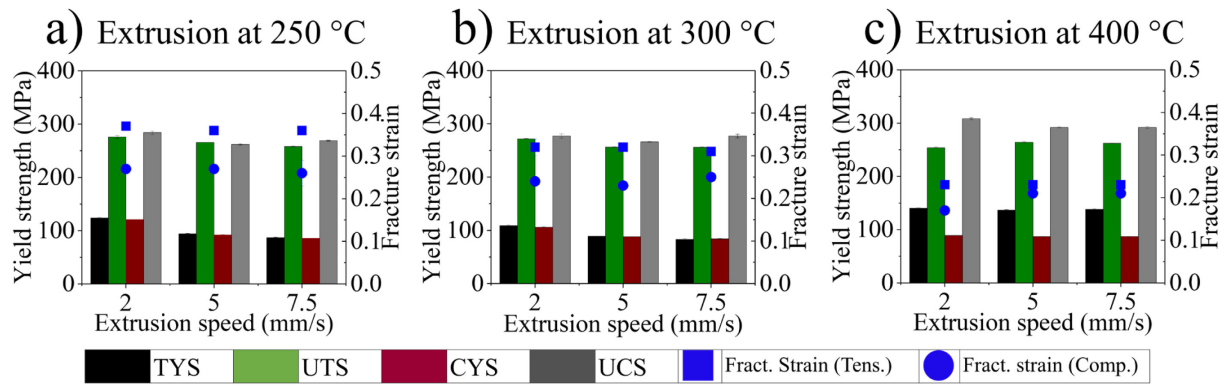 a) Extrusion at 250 °C
Yield strength (MPa)
400
300
200
100
0
0.5
0.4
0.3
0.2
0.1
0.0
Fracture strain
2 5 7.5
Extrusion speed (mm/s)
b) Extrusion at 300 °C
Yield strength (MPa)
400
300
200
100
0
0.5
0.4
0.3
0.2
0.1
0.0
Fracture strain
2 5 7.5
Extrusion speed (mm/s)
c) Extrusion at 400 °C
Yield strength (MPa)
400
300
200
100
0
0.5
0.4
0.3
0.2
0.1
0.0
Fracture strain
2 5 7.5
Extrusion speed (mm/s)
TYS UTS CYS UCS Fract. Strain (Tens.) Fract. strain (Comp.)